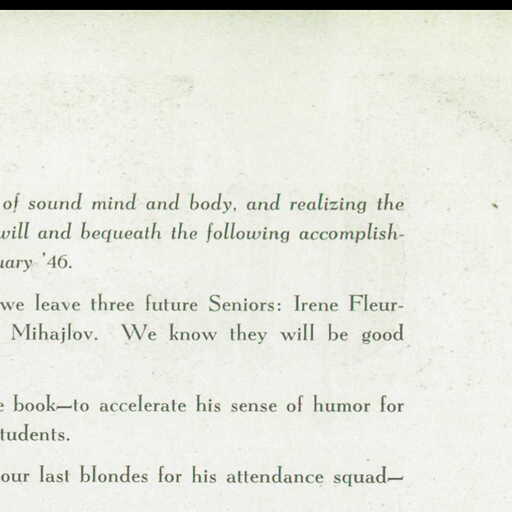 of sound mind and body, and realizing the
will and bequeath the following accomplish-
uary '46.
we leave three future Seniors: Irene Fleur-
Mihajlov. We know they will be good
e book—to accelerate his sense of humor for
tudents.
our last blondes for his attendance squad—